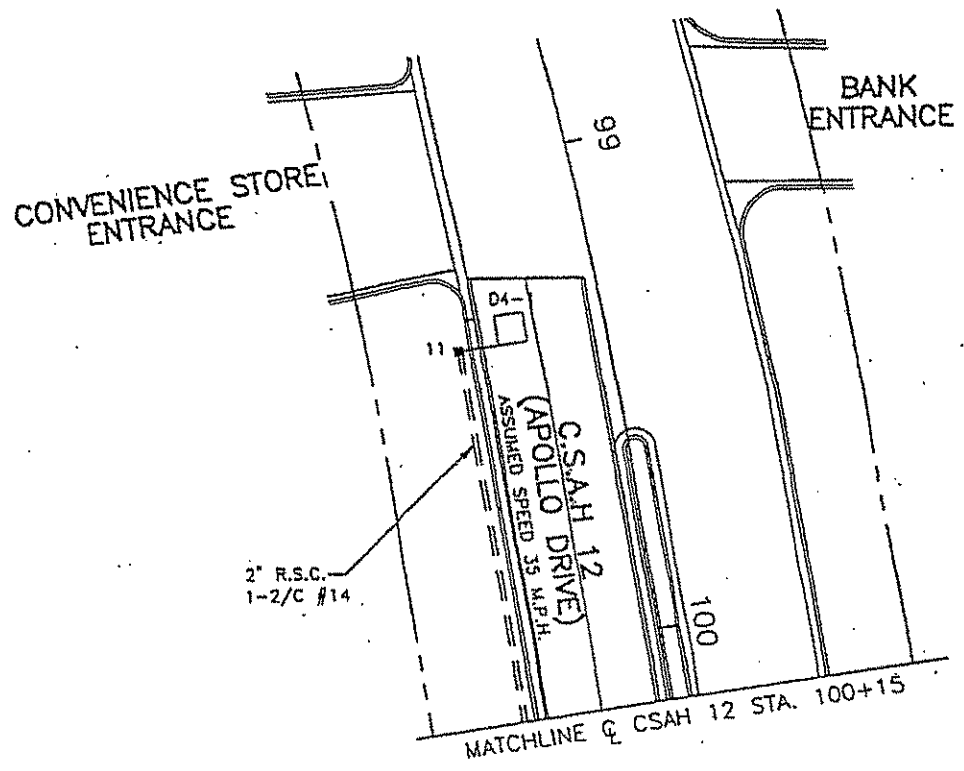 BANK
ENTRANCE
99
CONVENIENCE STORE
ENTRANCE
D4-
11
C.S.A.H 12
(APOLLO DRIVE)
ASSUMED SPEED 35 M.P.H.
2" R.S.C.
1-2/C #14
100
MATCHLINE ℄ CSAH 12 STA. 100+15